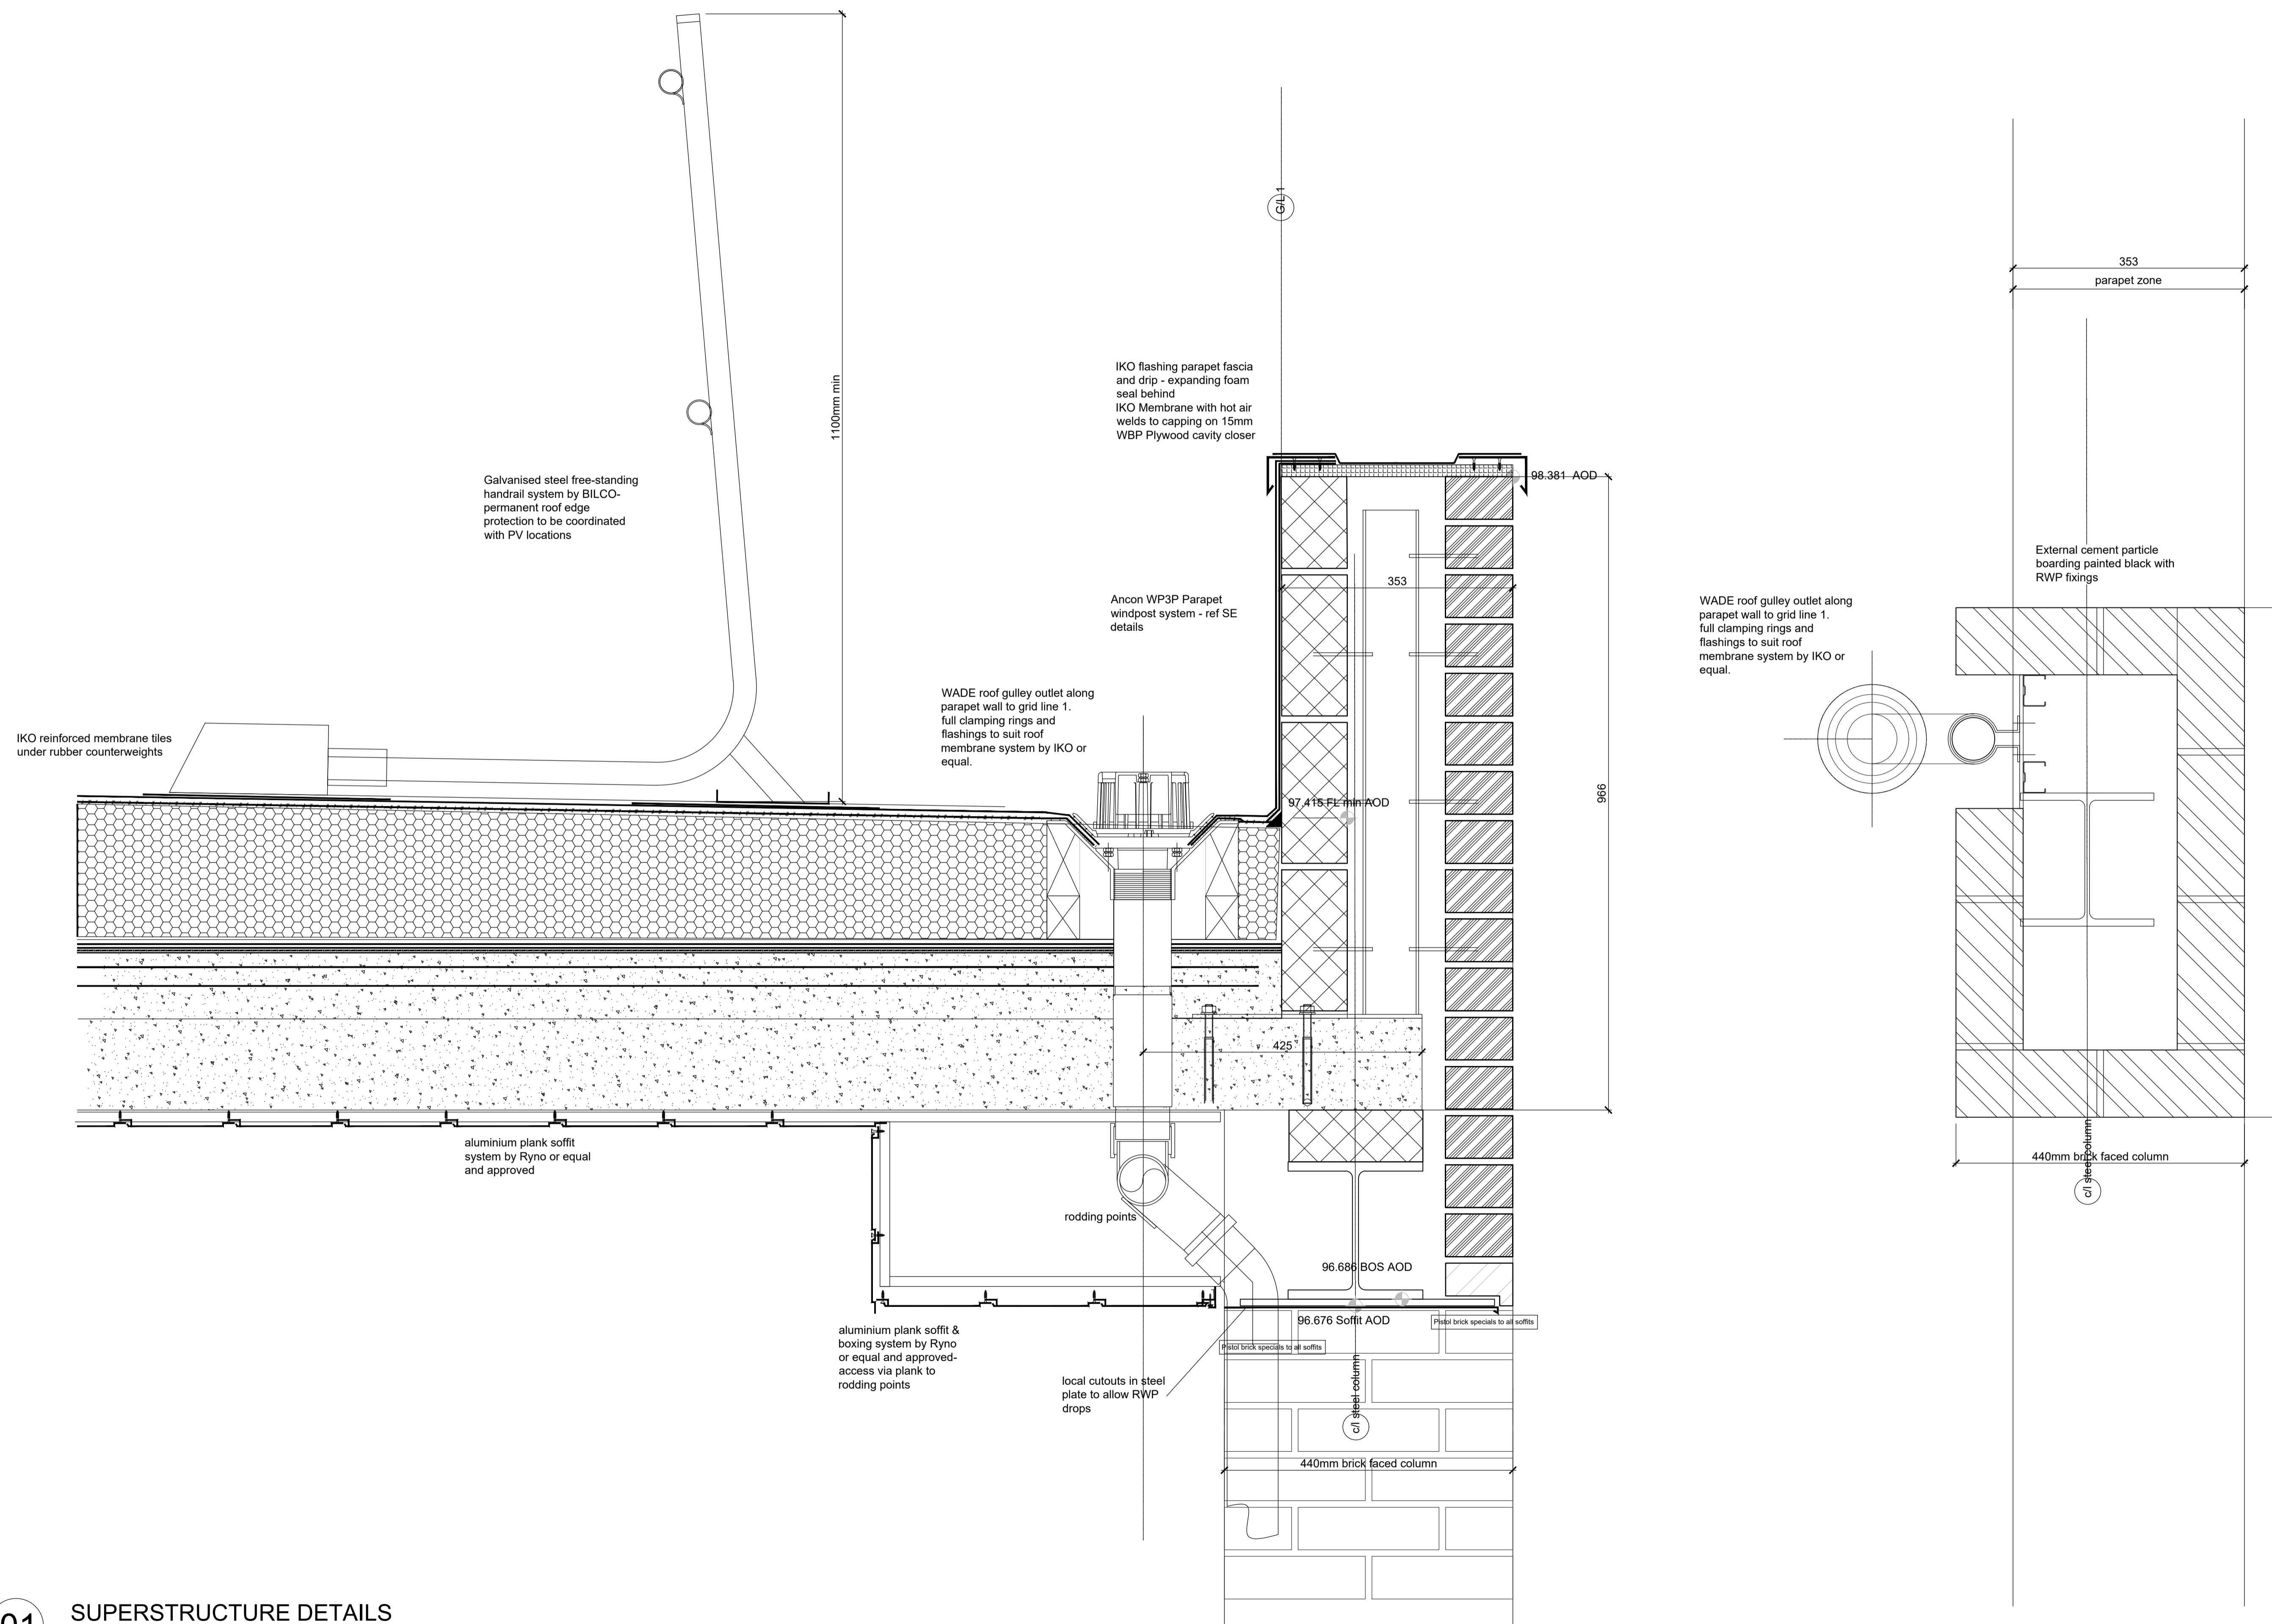 G/L 1
353
parapet zone
1100mm min
IKO flashing parapet fascia
and drip - expanding foam
seal behind
IKO Membrane with hot air
welds to capping on 15mm
WBP Plywood cavity closer
Galvanised steel free-standing
handrail system by BILCO-
permanent roof edge
protection to be coordinated
with PV locations
98.381 AOD
External cement particle
boarding painted black with
RWP fixings
353
Ancon WP3P Parapet
windpost system - ref SE
details
WADE roof gulley outlet along
parapet wall to grid line 1.
full clamping rings and
flashings to suit roof
membrane system by IKO or
equal.
WADE roof gulley outlet along
parapet wall to grid line 1.
full clamping rings and
flashings to suit roof
membrane system by IKO or
equal.
IKO reinforced membrane tiles
under rubber counterweights
97.415 FL min AOD
966
425
aluminium plank soffit
system by Ryno or equal
and approved
440mm brick faced column
c/l steel column
rodding points
96.686 BOS AOD
96.676 Soffit AOD
Pistol brick specials to all soffits
Pistol brick specials to all soffits
aluminium plank soffit &
boxing system by Ryno
or equal and approved-
access via plank to
rodding points
local cutouts in steel
plate to allow RWP
drops
c/l steel column
440mm brick faced column
01
SUPERSTRUCTURE DETAILS